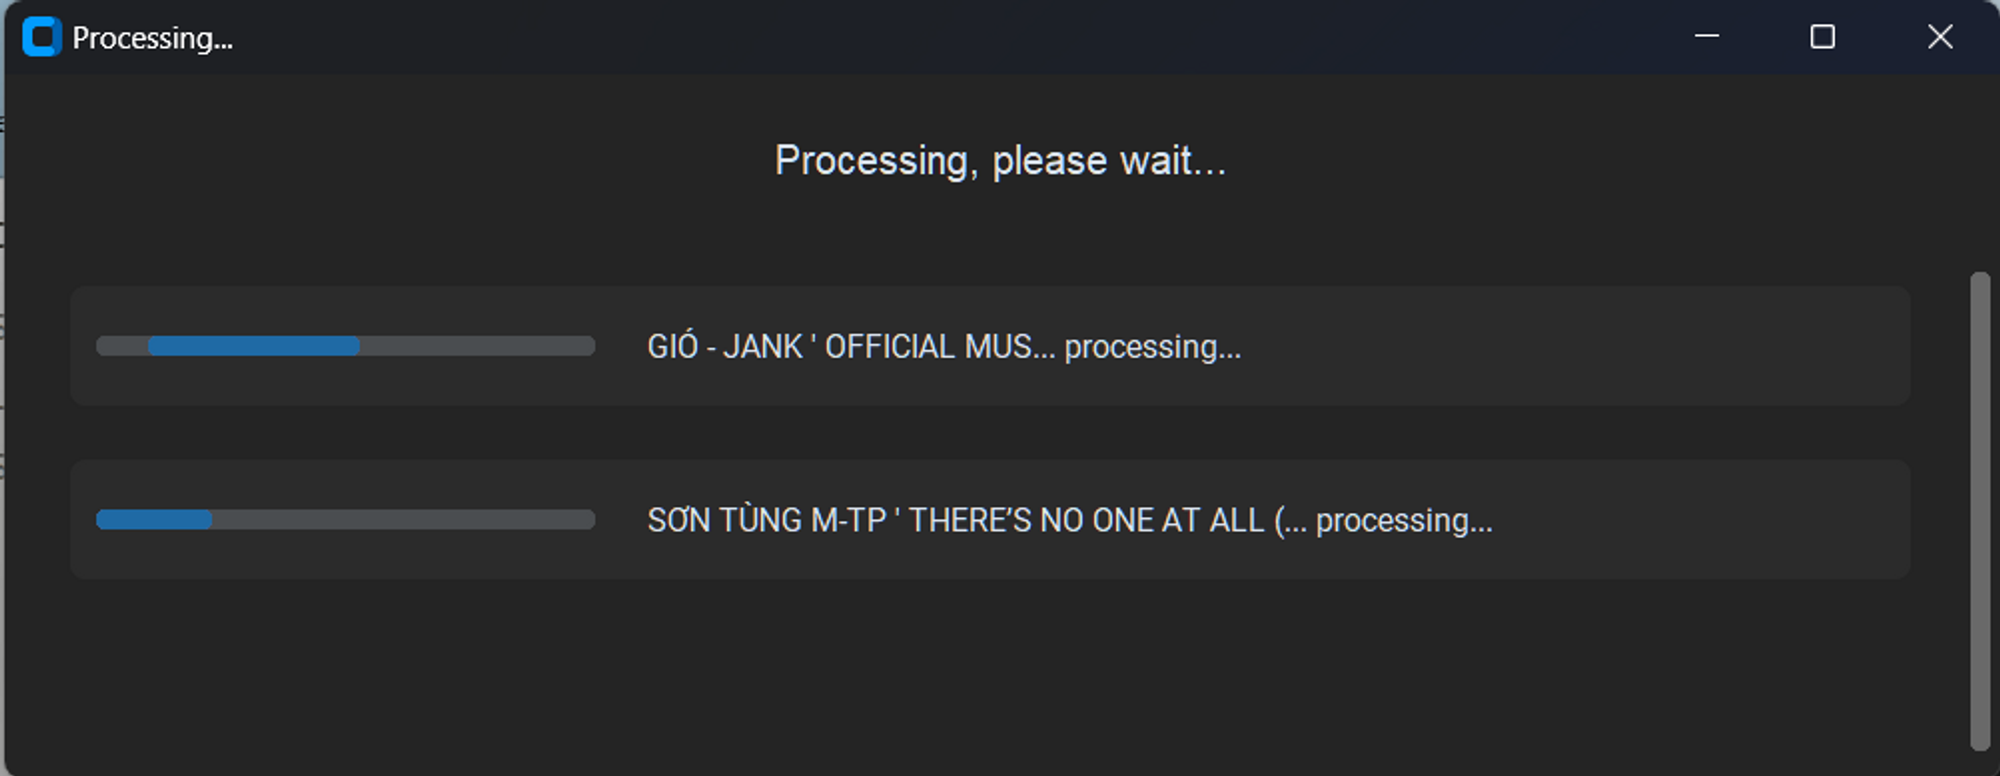 Processing...
Processing, please wait...
GIÓ - JANK ' OFFICIAL MUS... processing...
SƠN TÙNG M-TP ' THERE’S NO ONE AT ALL (... processing...